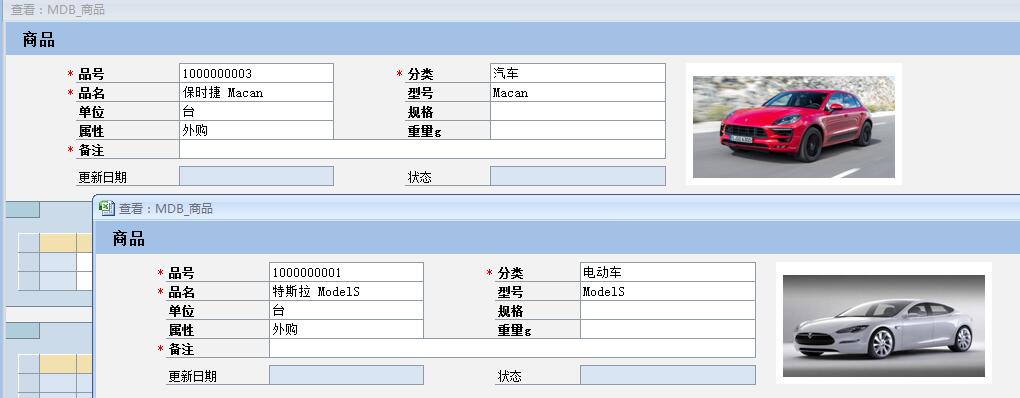 查看：MDB_商品
商品
* 品号 1000000003 * 分类 汽车
* 品名 保时捷 Macan 型号 Macan
单位 台 规格
属性 外购 重量g
* 备注
更新日期 状态
查看：MDB_商品
商品
* 品号 1000000001 * 分类 电动车
* 品名 特斯拉 ModelS 型号 ModelS
单位 台 规格
属性 外购 重量g
* 备注
更新日期 状态